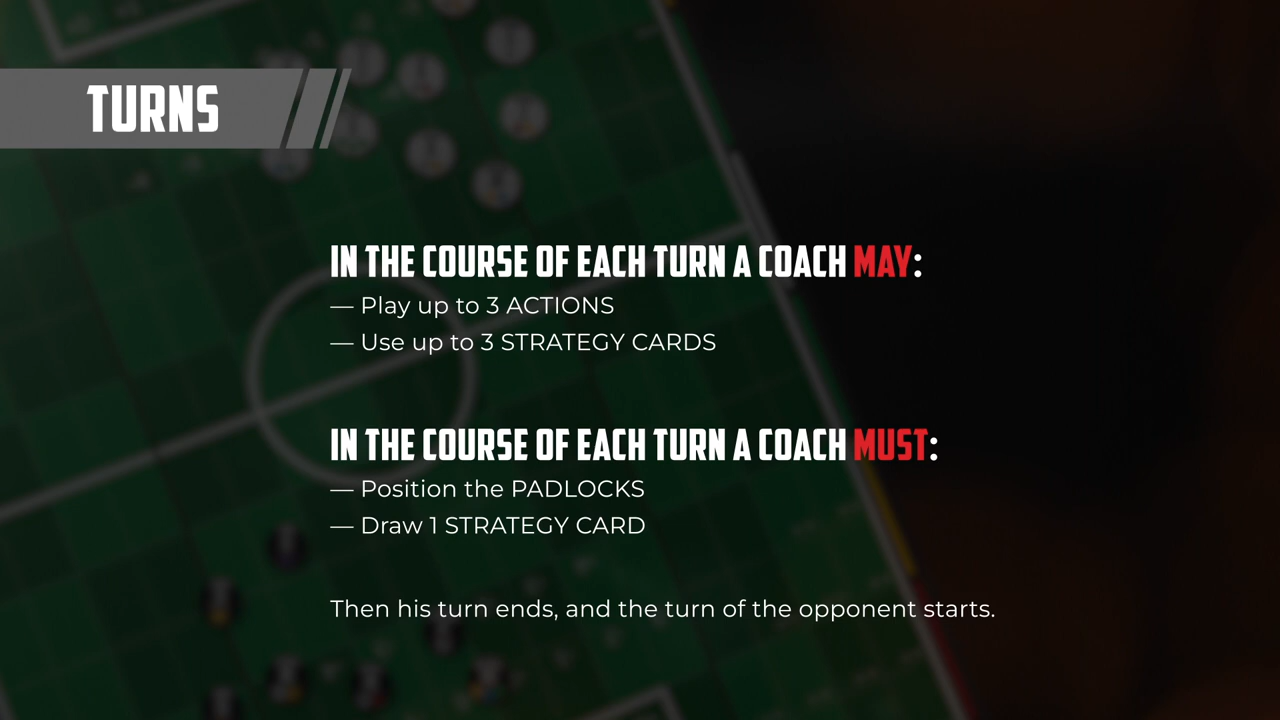 TURNS
IN THE COURSE OF EACH TURN A COACH MAY:
— Play up to 3 ACTIONS
— Use up to 3 STRATEGY CARDS
IN THE COURSE OF EACH TURN A COACH MUST:
— Position the PADLOCKS
— Draw 1 STRATEGY CARD
Then his turn ends, and the turn of the opponent starts.